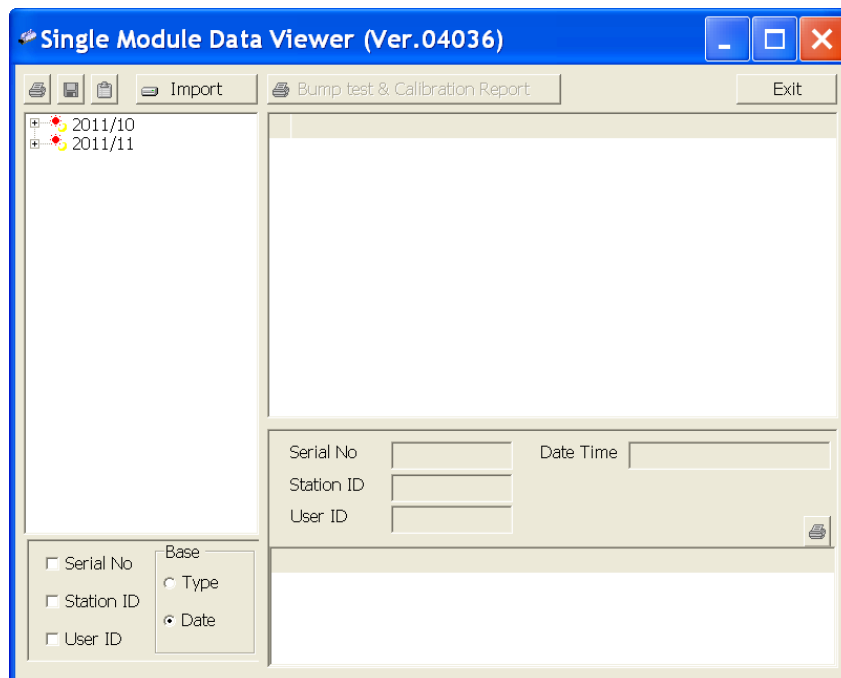 Single Module Data Viewer (Ver.04036)
Import
Bump test & Calibration Report
Exit
2011/10
2011/11
Serial No
Date Time
Station ID
User ID
Serial No
Station ID
User ID
Base
Type
Date